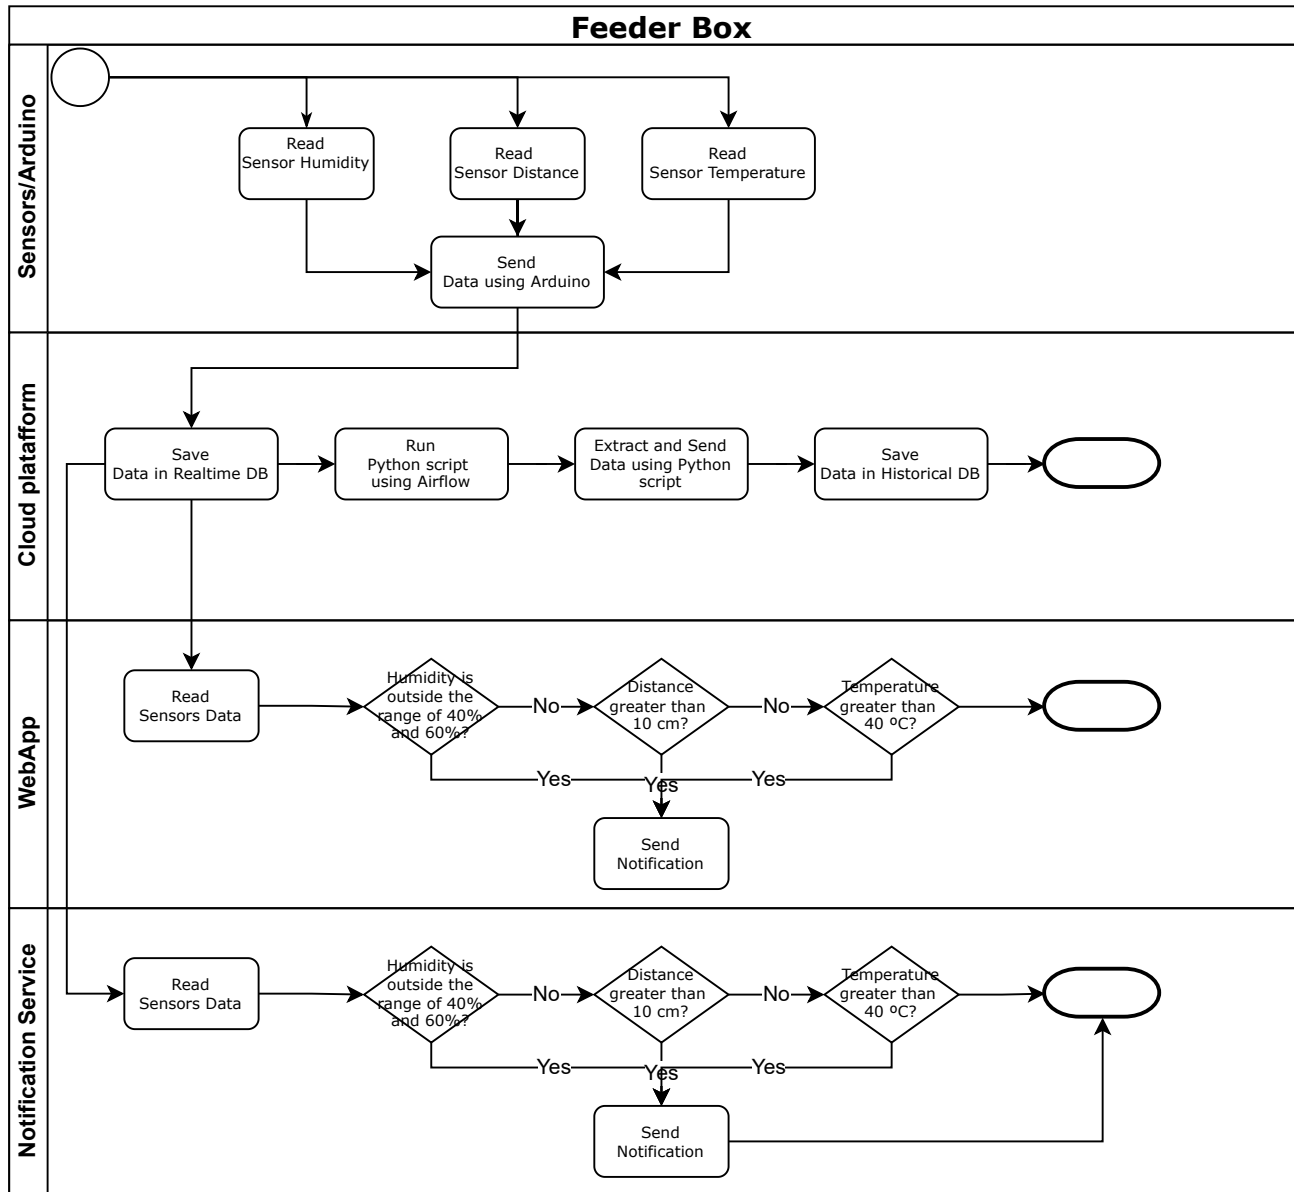 Feeder Box
Sensors/Arduino
Read
Sensor Humidity
Read
Sensor Distance
Read
Sensor Temperature
Send
Data using Arduino
Cloud platafform
Save
Data in Realtime DB
Run
Python script
using Airflow
Extract and Send
Data using Python
script
Save
Data in Historical DB
WebApp
Read
Sensors Data
Humidity is
outside the
range of 40%
and 60%?
No
Distance
greater than
10 cm?
No
Temperature
greater than
40 ºC?
Yes
Yes
Yes
Send
Notification
Notification Service
Read
Sensors Data
Humidity is
outside the
range of 40%
and 60%?
No
Distance
greater than
10 cm?
No
Temperature
greater than
40 ºC?
Yes
Yes
Yes
Send
Notification